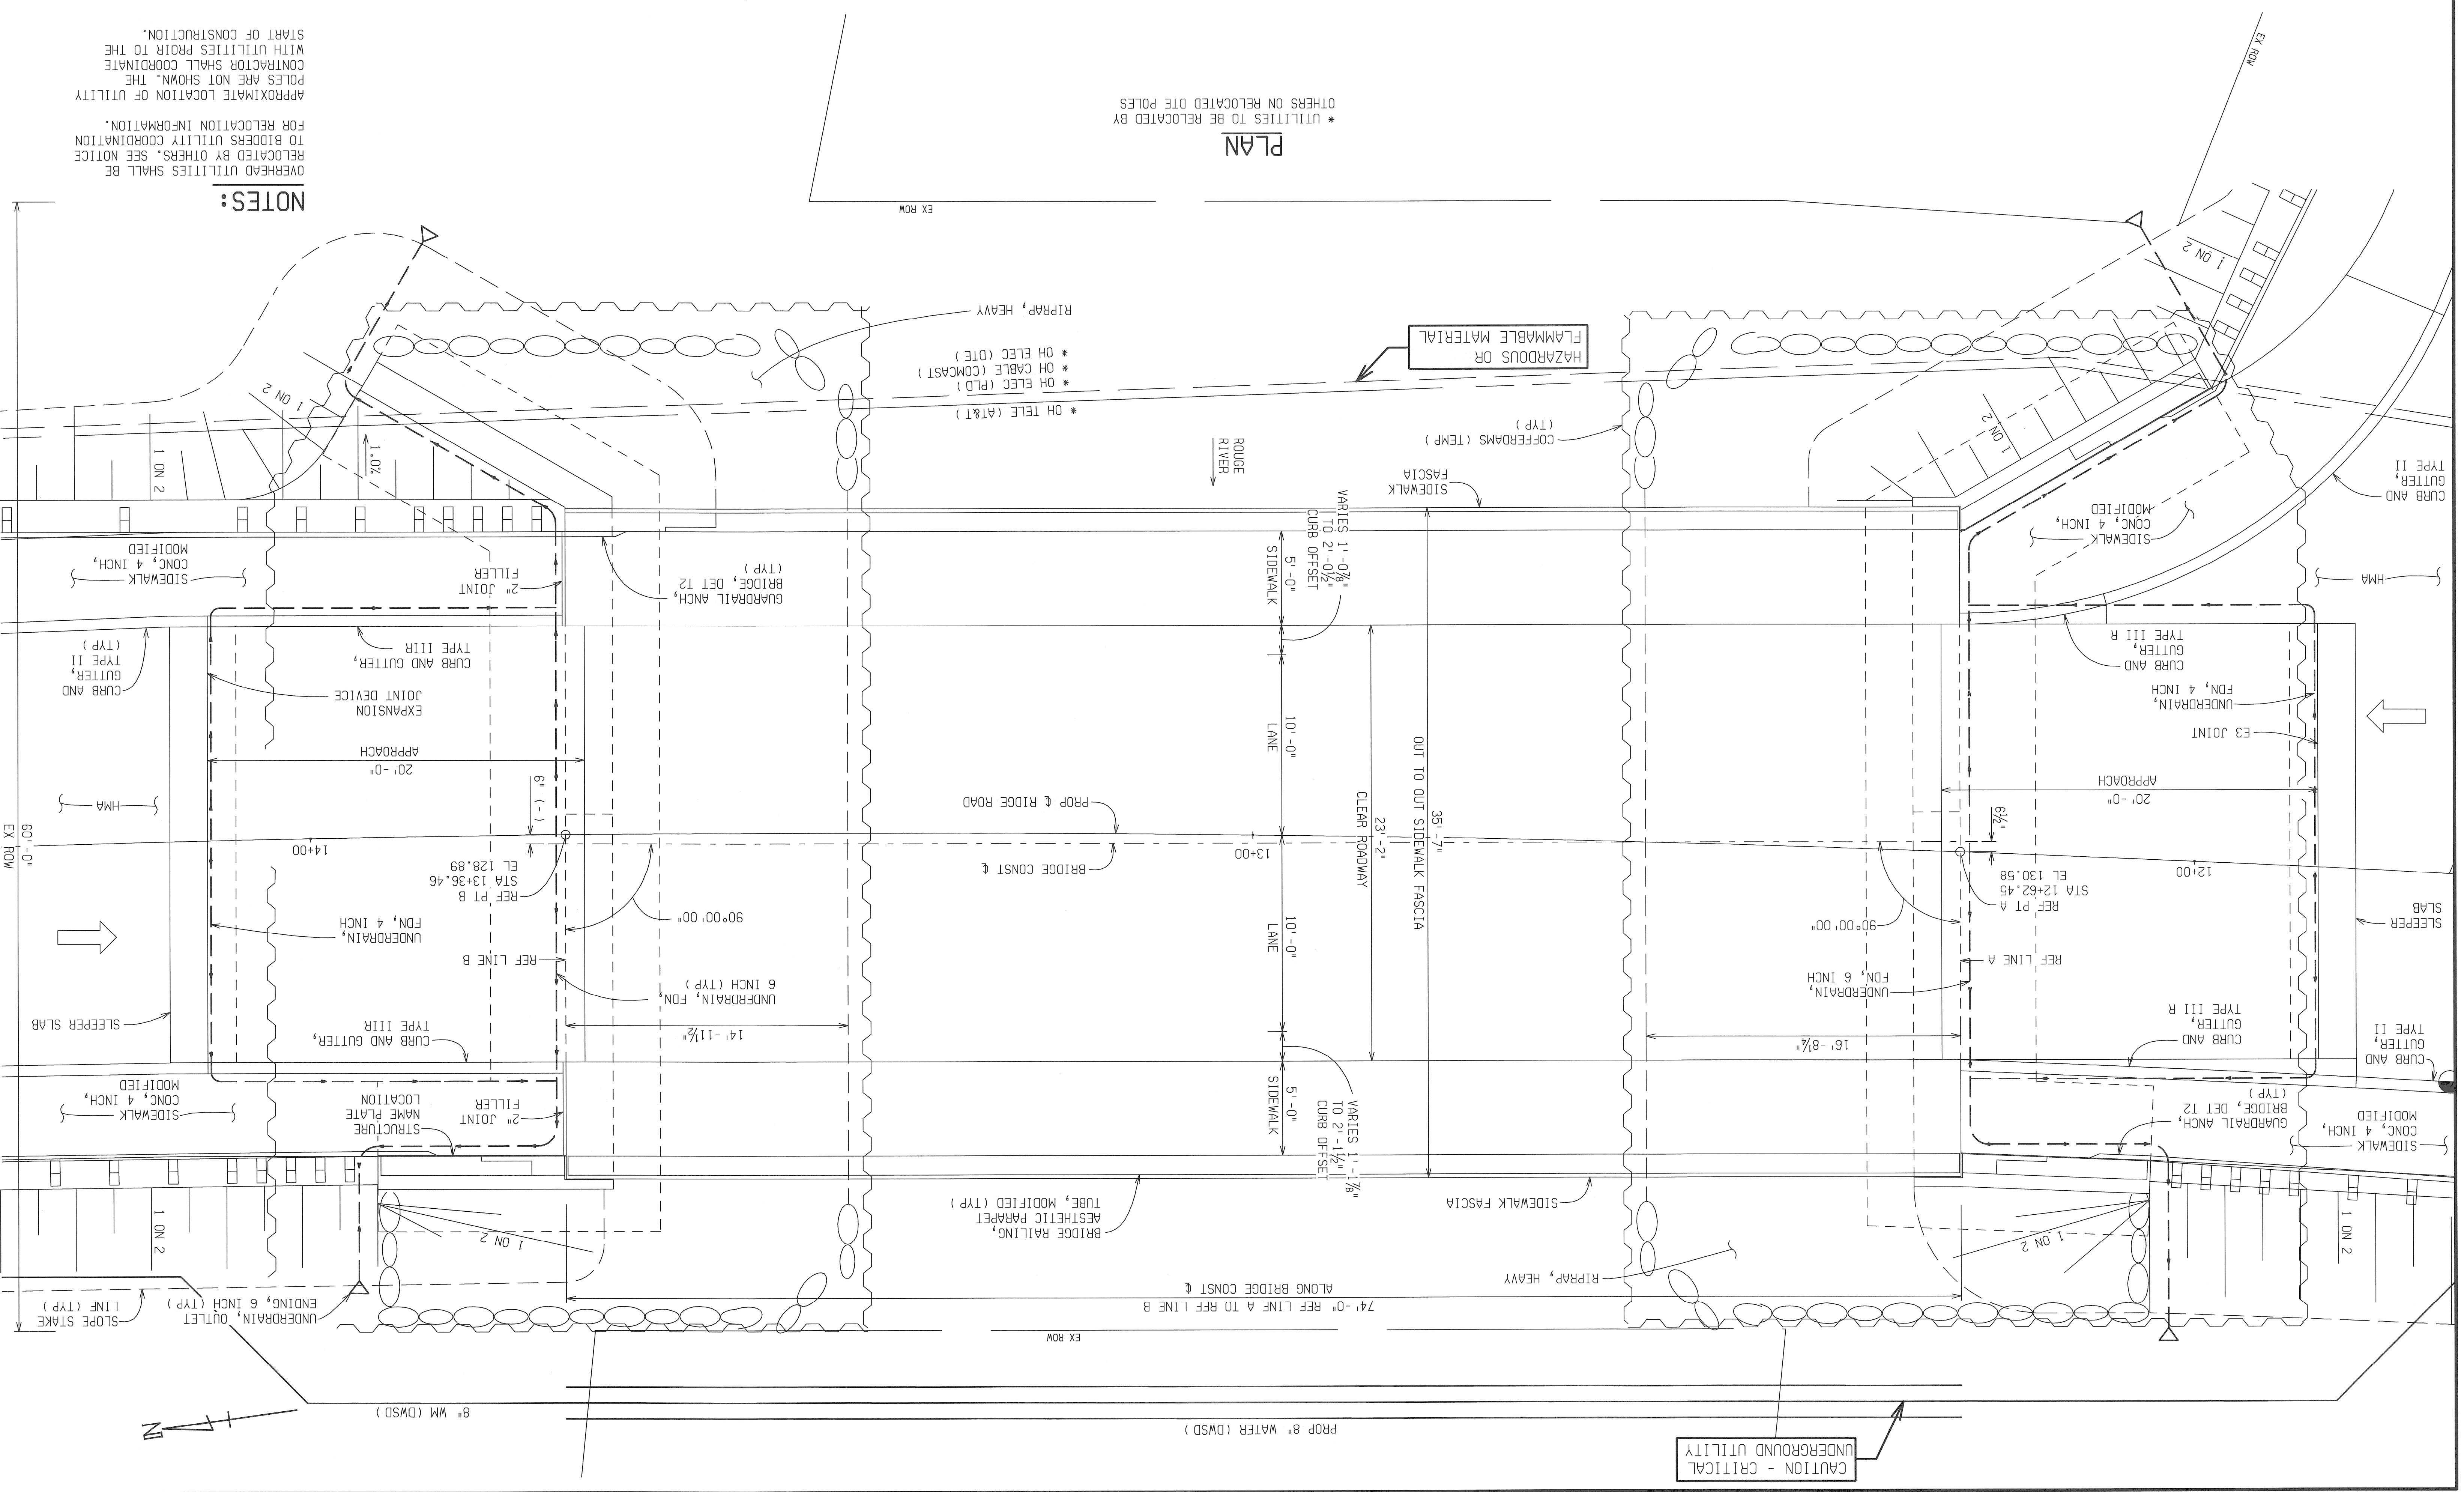 CAUTION - CRITICAL
UNDERGROUND UTILITY
PROP 8" WATER (DWSD)
8" WM (DWSD)
N
EX ROW
74'-0" REF LINE A TO REF LINE B
ALONG BRIDGE CONST ℄
RIPRAP, HEAVY
UNDERDRAIN, OUTLET
ENDING, 6 INCH (TYP)
SLOPE STAKE
LINE (TYP)
1 ON 2
1 ON 2
1 ON 2
1 ON 2
SIDEWALK FASCIA
BRIDGE RAILING,
AESTHETIC PARAPET
TUBE, MODIFIED (TYP)
SIDEWALK
CONC, 4 INCH,
MODIFIED
GUARDRAIL ANCH
BRIDGE, DET T2
(TYP)
VARIES 1'-1⅞"
TO 2'-1½"
CURB OFFSET
5'-0"
SIDEWALK
2" JOINT
FILLER
STRUCTURE
NAME PLATE
LOCATION
SIDEWALK
CONC, 4 INCH,
MODIFIED
CURB AND
GUTTER,
TYPE II
CURB AND
GUTTER,
TYPE III R
16'-8¼"
14'-11½"
CURB AND GUTTER,
TYPE IIIR
SLEEPER SLAB
UNDERDRAIN,
FDN, 6 INCH
UNDERDRAIN, FDN,
6 INCH (TYP)
REF LINE A
REF LINE B
10'-0"
LANE
UNDERDRAIN,
FDN, 4 INCH
SLEEPER
SLAB
90°00'00"
90°00'00"
REF PT A
STA 12+62.45
EL 130.58
REF PT B
STA 13+36.46
EL 128.89
12+00
13+00
14+00
BRIDGE CONST ℄
PROP ℄ RIDGE ROAD
35'-7"
OUT TO OUT SIDEWALK FASCIA
23'-2"
CLEAR ROADWAY
60'-0"
EX ROW
6½"
6" (-)
20'-0"
APPROACH
20'-0"
APPROACH
HMA
10'-0"
LANE
E3 JOINT
UNDERDRAIN,
FDN, 4 INCH
EXPANSION
JOINT DEVICE
CURB AND
GUTTER,
TYPE III R
CURB AND GUTTER,
TYPE IIIR
CURB AND
GUTTER,
TYPE II
(TYP)
HMA
5'-0"
SIDEWALK
VARIES 1'-0⅞"
TO 2'-0½"
CURB OFFSET
GUARDRAIL ANCH,
BRIDGE, DET T2
(TYP)
2" JOINT
FILLER
SIDEWALK
CONC, 4 INCH,
MODIFIED
SIDEWALK
CONC, 4 INCH,
MODIFIED
CURB AND
GUTTER,
TYPE II
SIDEWALK
FASCIA
ROUGE
RIVER
1.0%
1 ON 2
1 ON 2
1 ON 2
1 ON 2
COFFERDAMS (TEMP)
(TYP)
* OH TELE (AT&T)
* OH ELEC (PLD)
* OH CABLE (COMCAST)
* OH ELEC (DTE)
HAZARDOUS OR
FLAMMABLE MATERIAL
RIPRAP, HEAVY
EX ROW
EX ROW
PLAN
* UTILITIES TO BE RELOCATED BY
OTHERS ON RELOCATED DTE POLES
NOTES:
OVERHEAD UTILITIES SHALL BE
RELOCATED BY OTHERS. SEE NOTICE
TO BIDDERS UTILITY COORDINATION
FOR RELOCATION INFORMATION.
APPROXIMATE LOCATION OF UTILITY
POLES ARE NOT SHOWN. THE
CONTRACTOR SHALL COORDINATE
WITH UTILITIES PROIR TO THE
START OF CONSTRUCTION.